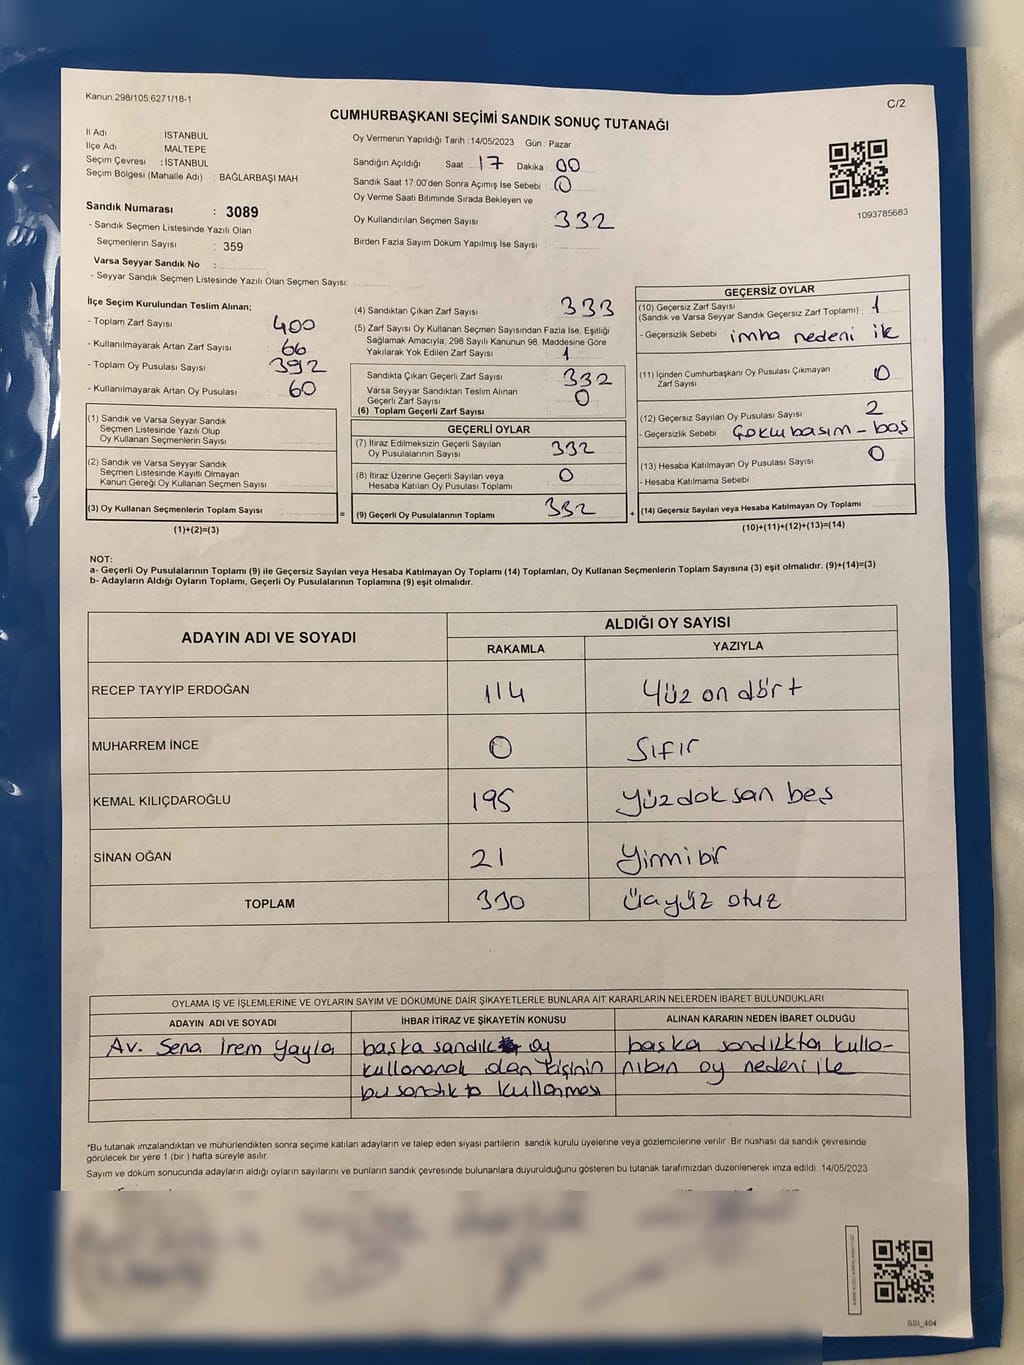 Kanun.298/105.6271/18-1
C/2
CUMHURBAŞKANI SEÇİMİ SANDIK SONUÇ TUTANAĞI
İl Adı İSTANBUL
İlçe Adı MALTEPE
Seçim Çevresi : İSTANBUL
Seçim Bölgesi (Mahalle Adı) : BAĞLARBAŞI MAH
Sandık Numarası : 3089
- Sandık Seçmen Listesinde Yazılı Olan
Seçmenlerin Sayısı : 359
Varsa Seyyar Sandık No :
- Seyyar Sandık Seçmen Listesinde Yazılı Olan Seçmen Sayısı:
Oy Vermenin Yapıldığı Tarih :14/05/2023 Gün : Pazar
Sandığın Açıldığı Saat 17 Dakika : 00
Sandık Saat 17:00'den Sonra Açımış İse Sebebi : 0
Oy Verme Saati Bitiminde Sırada Bekleyen ve
Oy Kullandırılan Seçmen Sayısı 332
Birden Fazla Sayım Döküm Yapılmış İse Sayısı :
1093785683
İlçe Seçim Kurulundan Teslim Alınan;
- Toplam Zarf Sayısı : 400
- Kullanılmayarak Artan Zarf Sayısı : 66
- Toplam Oy Pusulası Sayısı : 392
- Kullanılmayarak Artan Oy Pusulası : 60
(1) Sandık ve Varsa Seyyar Sandık
Seçmen Listesinde Yazılı Olup
Oy Kullanan Seçmenlerin Sayısı :
(2) Sandık ve Varsa Seyyar Sandık
Seçmen Listesinde Kayıtlı Olmayan
Kanun Gereği Oy Kullanan Seçmen Sayısı :
(3) Oy Kullanan Seçmenlerin Toplam Sayısı :
(1)+(2)=(3)
(4) Sandıktan Çıkan Zarf Sayısı : 333
(5) Zarf Sayısı Oy Kullanan Seçmen Sayısından Fazla İse, Eşitliği
Sağlamak Amacıyla; 298 Sayılı Kanunun 98. Maddesine Göre
Yakılarak Yok Edilen Zarf Sayısı : 1
Sandıkta Çıkan Geçerli Zarf Sayısı : 332
Varsa Seyyar Sandıktan Teslim Alınan
Geçerli Zarf Sayısı : 0
(6) Toplam Geçerli Zarf Sayısı
GEÇERLİ OYLAR
(7) İtiraz Edilmeksizin Geçerli Sayılan
Oy Pusulalarının Sayısı : 332
(8) İtiraz Üzerine Geçerli Sayılan veya
Hesaba Katılan Oy Pusulası Toplamı : 0
= (9) Geçerli Oy Pusulalarının Toplamı : 332
GEÇERSİZ OYLAR
(10) Geçersiz Zarf Sayısı
(Sandık ve Varsa Seyyar Sandık Geçersiz Zarf Toplamı) : 1
- Geçersizlik Sebebi : imha nedeni ile
(11) İçinden Cumhurbaşkanı Oy Pusulası Çıkmayan
Zarf Sayısı : 0
(12) Geçersiz Sayılan Oy Pusulası Sayısı : 2
- Geçersizlik Sebebi : Çoklu basım - boş
(13) Hesaba Katılmayan Oy Pusulası Sayısı : 0
- Hesaba Katılmama Sebebi :
+ (14) Geçersiz Sayılan veya Hesaba Katılmayan Oy Toplamı :
(10)+(11)+(12)+(13)=(14)
NOT:
a- Geçerli Oy Pusulalarının Toplamı (9) ile Geçersiz Sayılan veya Hesaba Katılmayan Oy Toplamı (14) Toplamları, Oy Kullanan Seçmenlerin Toplam Sayısına (3) eşit olmalıdır. (9)+(14)=(3)
b- Adayların Aldığı Oyların Toplamı, Geçerli Oy Pusulalarının Toplamına (9) eşit olmalıdır.
ADAYIN ADI VE SOYADI
ALDIĞI OY SAYISI
RAKAMLA YAZIYLA
RECEP TAYYİP ERDOĞAN 114 Yüz on dört
MUHARREM İNCE 0 Sıfır
KEMAL KILIÇDAROĞLU 195 yüzdoksan beş
SİNAN OĞAN 21 yirmibir
TOPLAM 330 üçyüz otuz
OYLAMA İŞ VE İŞLEMLERİNE VE OYLARIN SAYIM VE DÖKÜMÜNE DAİR ŞİKAYETLERLE BUNLARA AİT KARARLARIN NELERDEN İBARET BULUNDUKLARI
ADAYIN ADI VE SOYADI İHBAR İTİRAZ VE ŞİKAYETİN KONUSU ALINAN KARARIN NEDEN İBARET OLDUĞU
Av. Sena İrem Yayla başka sandık oy başka sandıkta kulla-
kullanarak olan kişinin nılan oy nedeni ile
bu sandıkta kullanması
*Bu tutanak imzalandıktan ve mühürlendikten sonra seçime katılan adayların ve talep eden siyasi partilerin sandık kurulu üyelerine veya gözlemcilerine verilir. Bir nüshası da sandık çevresinde
görülecek bir yere 1 (bir ) hafta süreyle asılır.
Sayım ve döküm sonucunda adayların aldığı oyların sayılarını ve bunların sandık çevresinde bulunanlara duyurulduğunu gösteren bu tutanak tarafımızdan düzenlenerek imza edildi. 14/05/2023
SSI_404